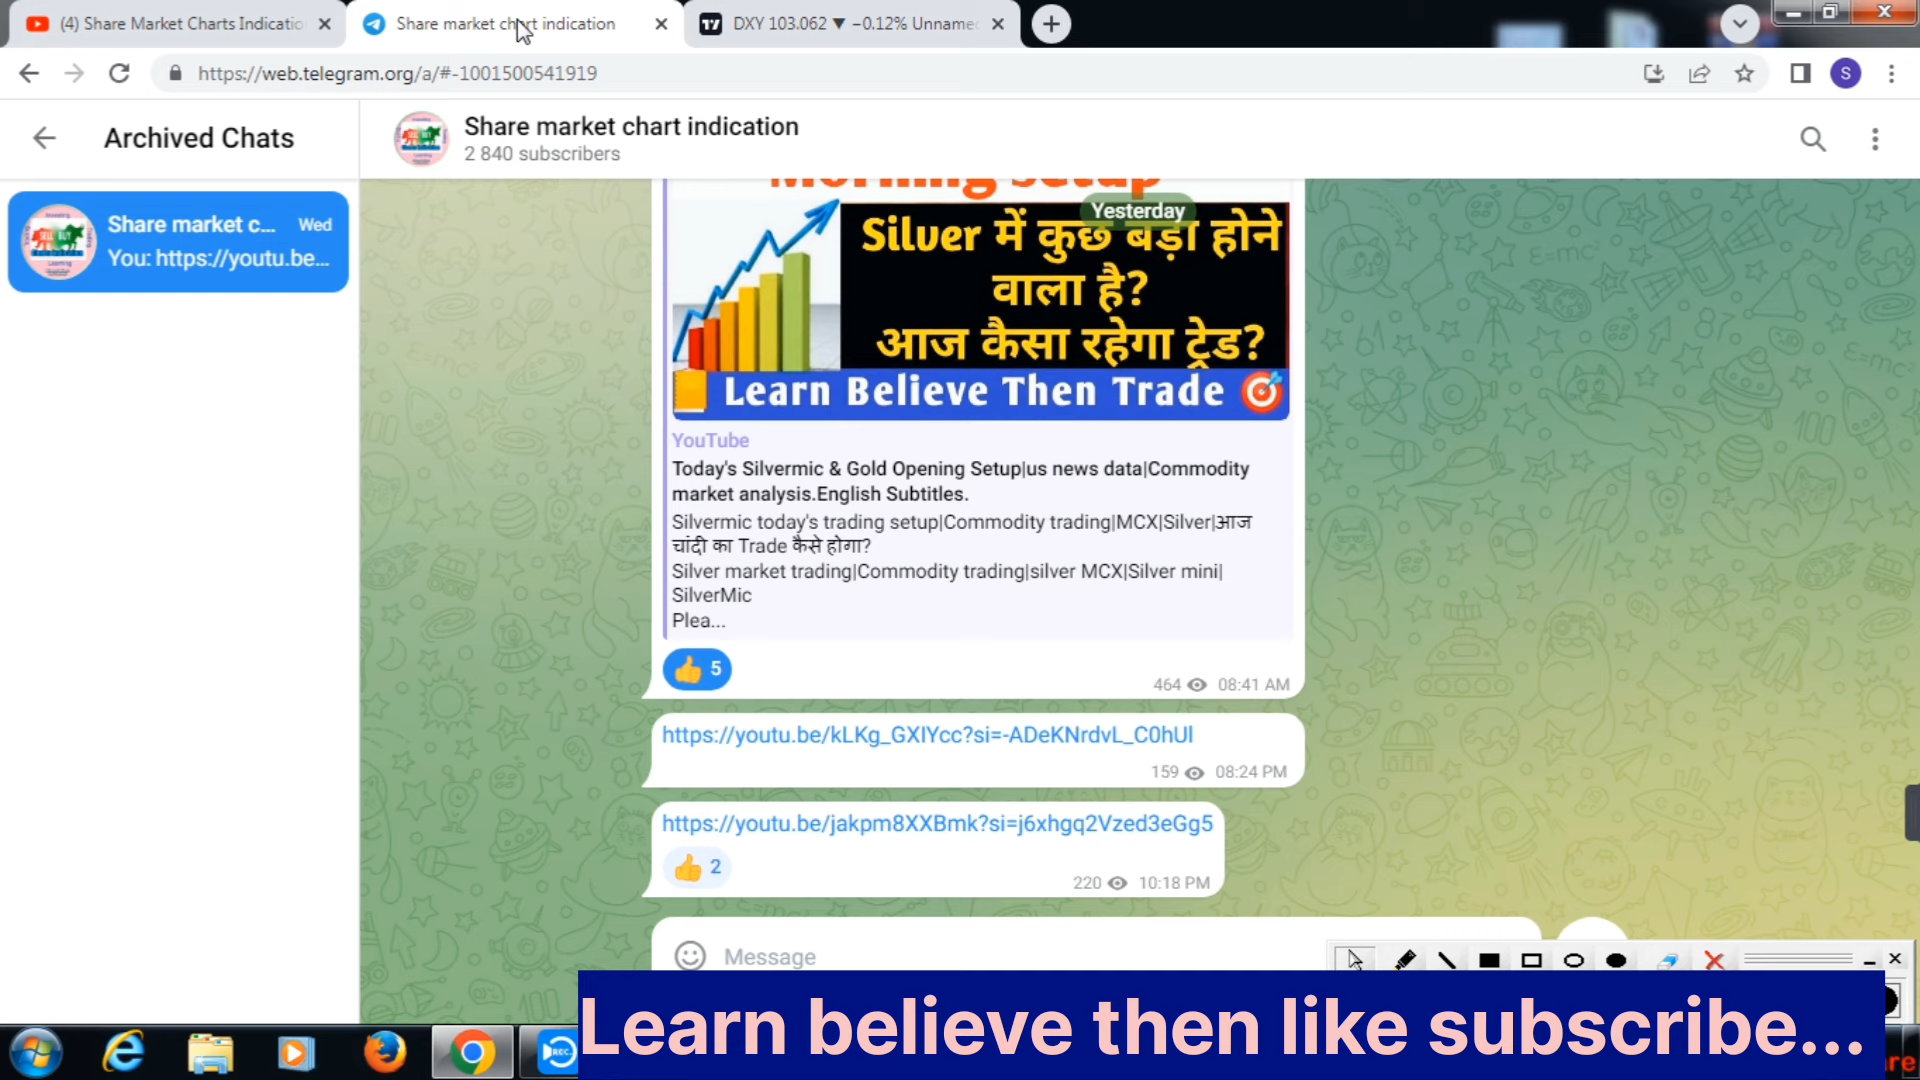 (4) Share Market Charts Indicatio
Share market chart indication
DXY 103.062 ▼ −0.12% Unname
https://web.telegram.org/a/#-1001500541919
S
Archived Chats
Share market chart indication
2 840 subscribers
Share market c...
Wed
You: https://youtu.be...
Morning Setup
Yesterday
Silver में कुछ बड़ा होने
वाला है?
आज कैसा रहेगा ट्रेड?
Learn Believe Then Trade
YouTube
Today's Silvermic & Gold Opening Setup|us news data|Commodity
market analysis.English Subtitles.
Silvermic today's trading setup|Commodity trading|MCX|Silver|आज
चांदी का Trade कैसे होगा?
Silver market trading|Commodity trading|silver MCX|Silver mini|
SilverMic
Plea...
👍 5
464 08:41 AM
https://youtu.be/kLKg_GXIYcc?si=-ADeKNrdvL_C0hUl
159 08:24 PM
https://youtu.be/jakpm8XXBmk?si=j6xhgq2Vzed3eGg5
👍 2
220 10:18 PM
Message
REC
Learn believe then like subscribe...